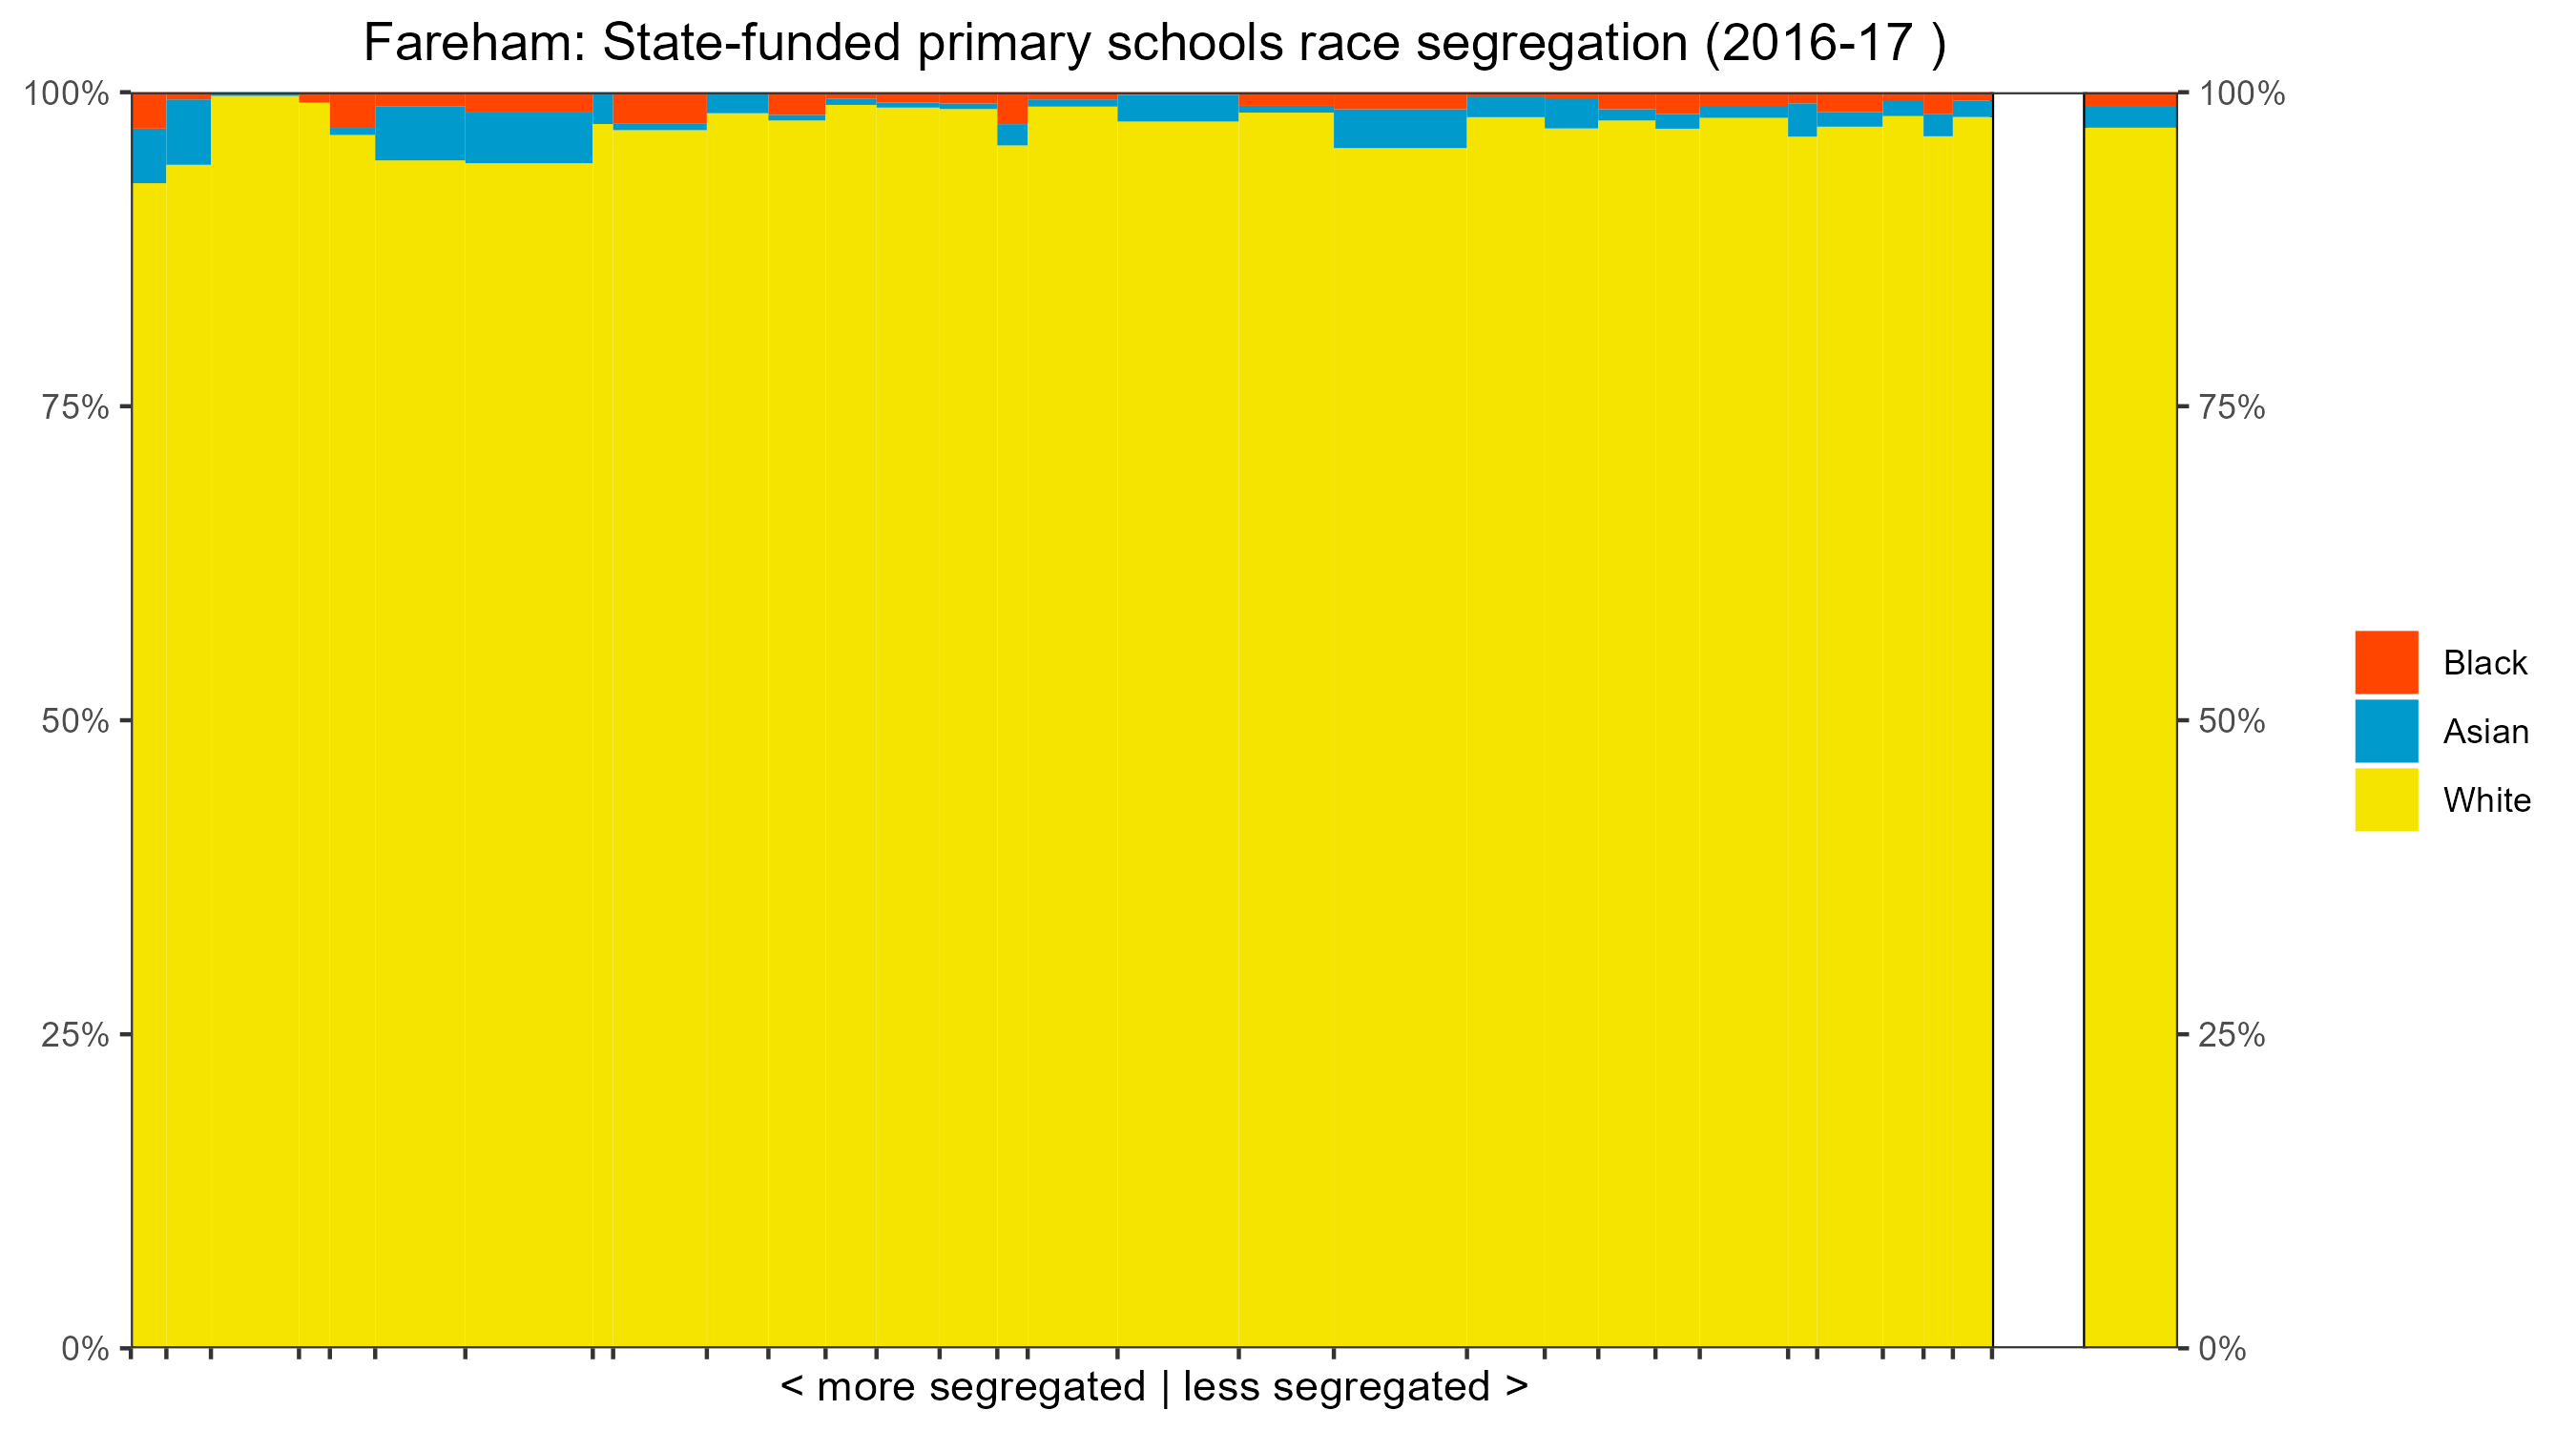 Fareham: State-funded primary schools race segregation (2016-17 )
100%
75%
50%
25%
0%
100%
75%
50%
25%
0%
Black
Asian
White
< more segregated | less segregated >